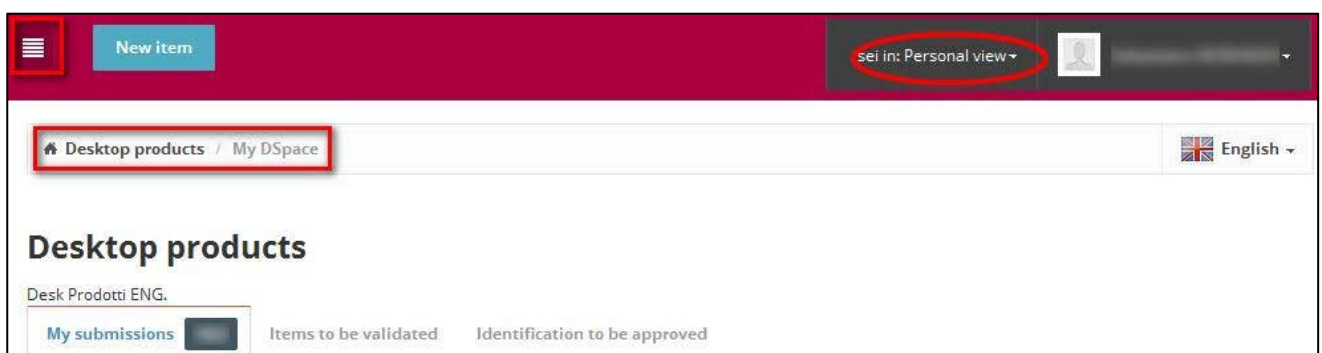 New item
sei in: Personal view
Desktop products / My DSpace
English
Desktop products
Desk Prodotti ENG.
My submissions
Items to be validated
Identification to be approved